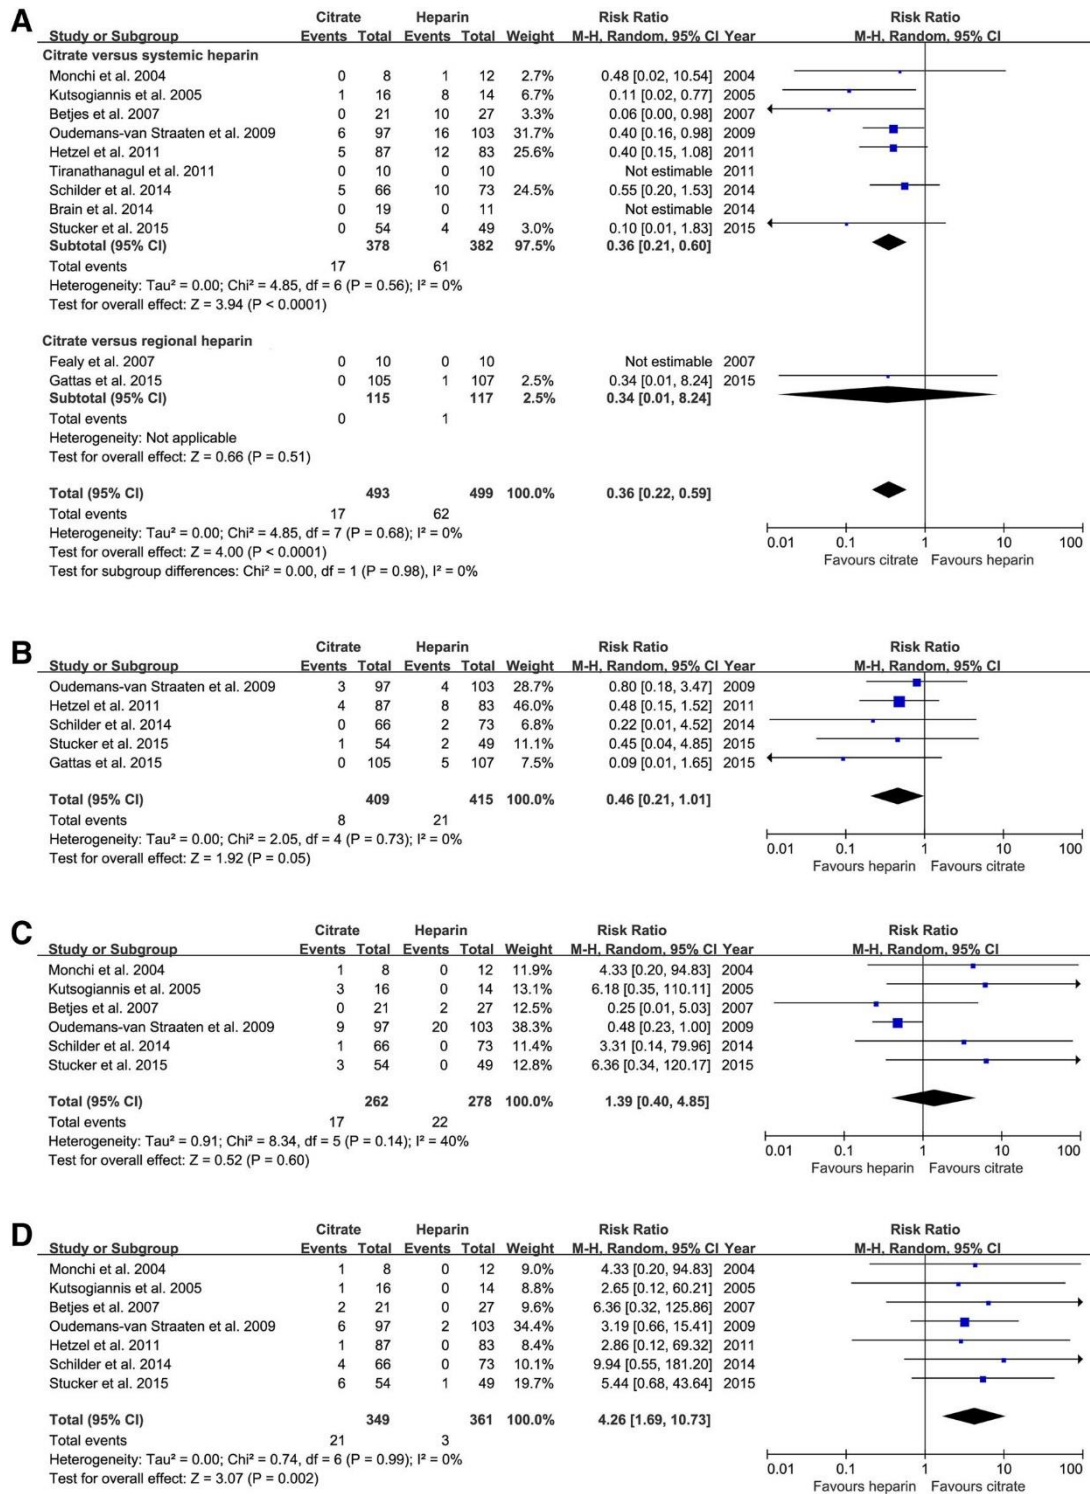 A
Citrate Heparin Risk Ratio Risk Ratio
Study or Subgroup Events Total Events Total Weight M-H, Random, 95% CI Year M-H, Random, 95% CI
Citrate versus systemic heparin
Monchi et al. 2004 0 8 1 12 2.7% 0.48 [0.02, 10.54] 2004
Kutsogiannis et al. 2005 1 16 8 14 6.7% 0.11 [0.02, 0.77] 2005
Betjes et al. 2007 0 21 10 27 3.3% 0.06 [0.00, 0.98] 2007
Oudemans-van Straaten et al. 2009 6 97 16 103 31.7% 0.40 [0.16, 0.98] 2009
Hetzel et al. 2011 5 87 12 83 25.6% 0.40 [0.15, 1.08] 2011
Tiranathanagul et al. 2011 0 10 0 10 Not estimable 2011
Schilder et al. 2014 5 66 10 73 24.5% 0.55 [0.20, 1.53] 2014
Brain et al. 2014 0 19 0 11 Not estimable 2014
Stucker et al. 2015 0 54 4 49 3.0% 0.10 [0.01, 1.83] 2015
Subtotal (95% CI) 378 382 97.5% 0.36 [0.21, 0.60]
Total events 17 61
Heterogeneity: Tau² = 0.00; Chi² = 4.85, df = 6 (P = 0.56); I² = 0%
Test for overall effect: Z = 3.94 (P < 0.0001)
Citrate versus regional heparin
Fealy et al. 2007 0 10 0 10 Not estimable 2007
Gattas et al. 2015 0 105 1 107 2.5% 0.34 [0.01, 8.24] 2015
Subtotal (95% CI) 115 117 2.5% 0.34 [0.01, 8.24]
Total events 0 1
Heterogeneity: Not applicable
Test for overall effect: Z = 0.66 (P = 0.51)
Total (95% CI) 493 499 100.0% 0.36 [0.22, 0.59]
Total events 17 62
Heterogeneity: Tau² = 0.00; Chi² = 4.85, df = 7 (P = 0.68); I² = 0%
Test for overall effect: Z = 4.00 (P < 0.0001)
Test for subgroup differences: Chi² = 0.00, df = 1 (P = 0.98), I² = 0%
0.01 0.1 1 10 100
Favours citrate Favours heparin
B
Citrate Heparin Risk Ratio Risk Ratio
Study or Subgroup Events Total Events Total Weight M-H, Random, 95% CI Year M-H, Random, 95% CI
Oudemans-van Straaten et al. 2009 3 97 4 103 28.7% 0.80 [0.18, 3.47] 2009
Hetzel et al. 2011 4 87 8 83 46.0% 0.48 [0.15, 1.52] 2011
Schilder et al. 2014 0 66 2 73 6.8% 0.22 [0.01, 4.52] 2014
Stucker et al. 2015 1 54 2 49 11.1% 0.45 [0.04, 4.85] 2015
Gattas et al. 2015 0 105 5 107 7.5% 0.09 [0.01, 1.65] 2015
Total (95% CI) 409 415 100.0% 0.46 [0.21, 1.01]
Total events 8 21
Heterogeneity: Tau² = 0.00; Chi² = 2.05, df = 4 (P = 0.73); I² = 0%
Test for overall effect: Z = 1.92 (P = 0.05)
0.01 0.1 1 10 100
Favours heparin Favours citrate
C
Citrate Heparin Risk Ratio Risk Ratio
Study or Subgroup Events Total Events Total Weight M-H, Random, 95% CI Year M-H, Random, 95% CI
Monchi et al. 2004 1 8 0 12 11.9% 4.33 [0.20, 94.83] 2004
Kutsogiannis et al. 2005 3 16 0 14 13.1% 6.18 [0.35, 110.11] 2005
Betjes et al. 2007 0 21 2 27 12.5% 0.25 [0.01, 5.03] 2007
Oudemans-van Straaten et al. 2009 9 97 20 103 38.3% 0.48 [0.23, 1.00] 2009
Schilder et al. 2014 1 66 0 73 11.4% 3.31 [0.14, 79.96] 2014
Stucker et al. 2015 3 54 0 49 12.8% 6.36 [0.34, 120.17] 2015
Total (95% CI) 262 278 100.0% 1.39 [0.40, 4.85]
Total events 17 22
Heterogeneity: Tau² = 0.91; Chi² = 8.34, df = 5 (P = 0.14); I² = 40%
Test for overall effect: Z = 0.52 (P = 0.60)
0.01 0.1 1 10 100
Favours heparin Favours citrate
D
Citrate Heparin Risk Ratio Risk Ratio
Study or Subgroup Events Total Events Total Weight M-H, Random, 95% CI Year M-H, Random, 95% CI
Monchi et al. 2004 1 8 0 12 9.0% 4.33 [0.20, 94.83] 2004
Kutsogiannis et al. 2005 1 16 0 14 8.8% 2.65 [0.12, 60.21] 2005
Betjes et al. 2007 2 21 0 27 9.6% 6.36 [0.32, 125.86] 2007
Oudemans-van Straaten et al. 2009 6 97 2 103 34.4% 3.19 [0.66, 15.41] 2009
Hetzel et al. 2011 1 87 0 83 8.4% 2.86 [0.12, 69.32] 2011
Schilder et al. 2014 4 66 0 73 10.1% 9.94 [0.55, 181.20] 2014
Stucker et al. 2015 6 54 1 49 19.7% 5.44 [0.68, 43.64] 2015
Total (95% CI) 349 361 100.0% 4.26 [1.69, 10.73]
Total events 21 3
Heterogeneity: Tau² = 0.00; Chi² = 0.74, df = 6 (P = 0.99); I² = 0%
Test for overall effect: Z = 3.07 (P = 0.002)
0.01 0.1 1 10 100
Favours heparin Favours citrate